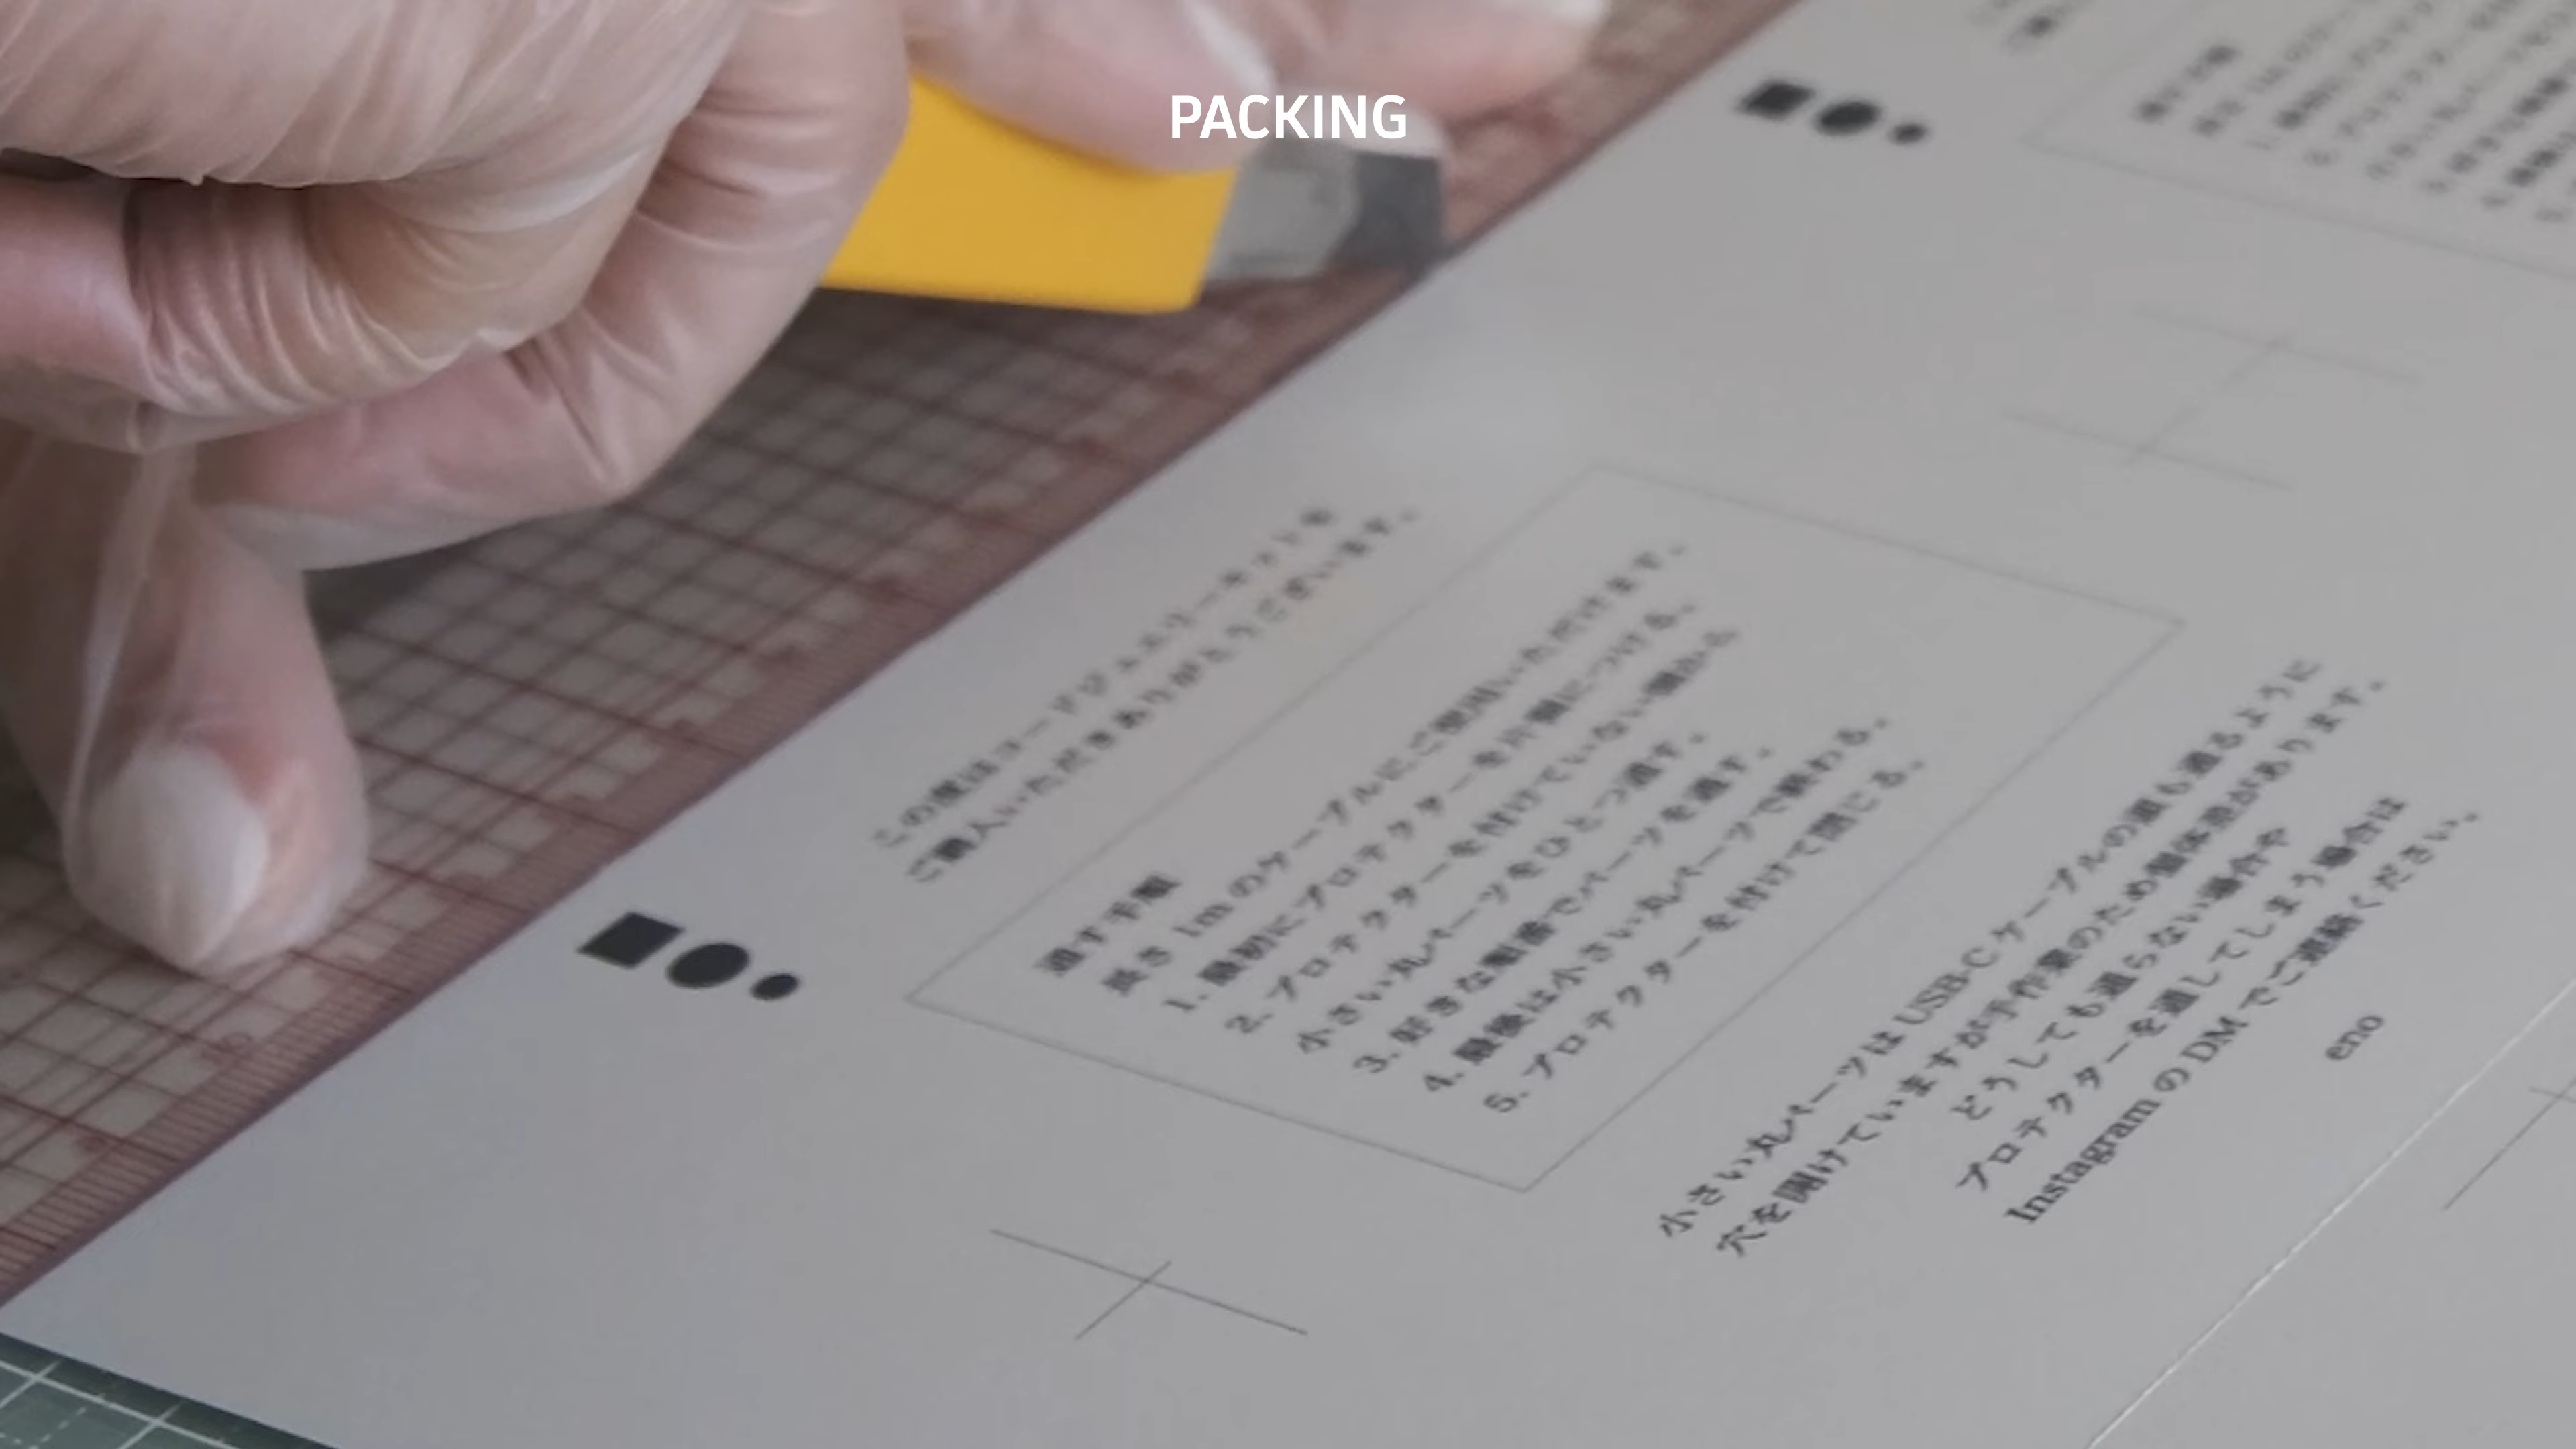 PACKING
この度はコードジュエリーキットを
ご購入いただきありがとうございます。
通す手順
長さ 1m のケーブルにご使用いただけます。
1. 最初にプロテクターを片側につける。
2. プロテクターを付けていない側から
小さい丸パーツをひとつ通す。
3. 好きな順番でパーツを通す。
4. 最後は小さい丸パーツで終わる。
5. プロテクターを付けて閉じる。
小さい丸パーツは USB-C ケーブルの頭も通るように
穴を開けていますが手作業のため個体差があります。
どうしても通らない場合や
プロテクターを通してしまう場合は
Instagram の DM でご連絡ください。
eno